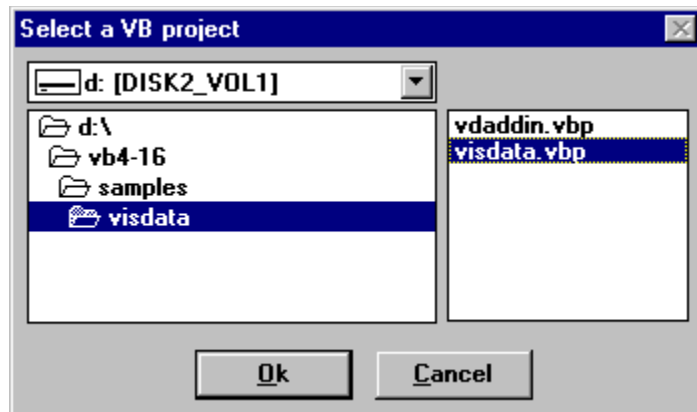 Select a VB project
d: [DISK2_VOL1]
d:\
vb4-16
samples
visdata
vdaddin.vbp
visdata.vbp
Ok
Cancel